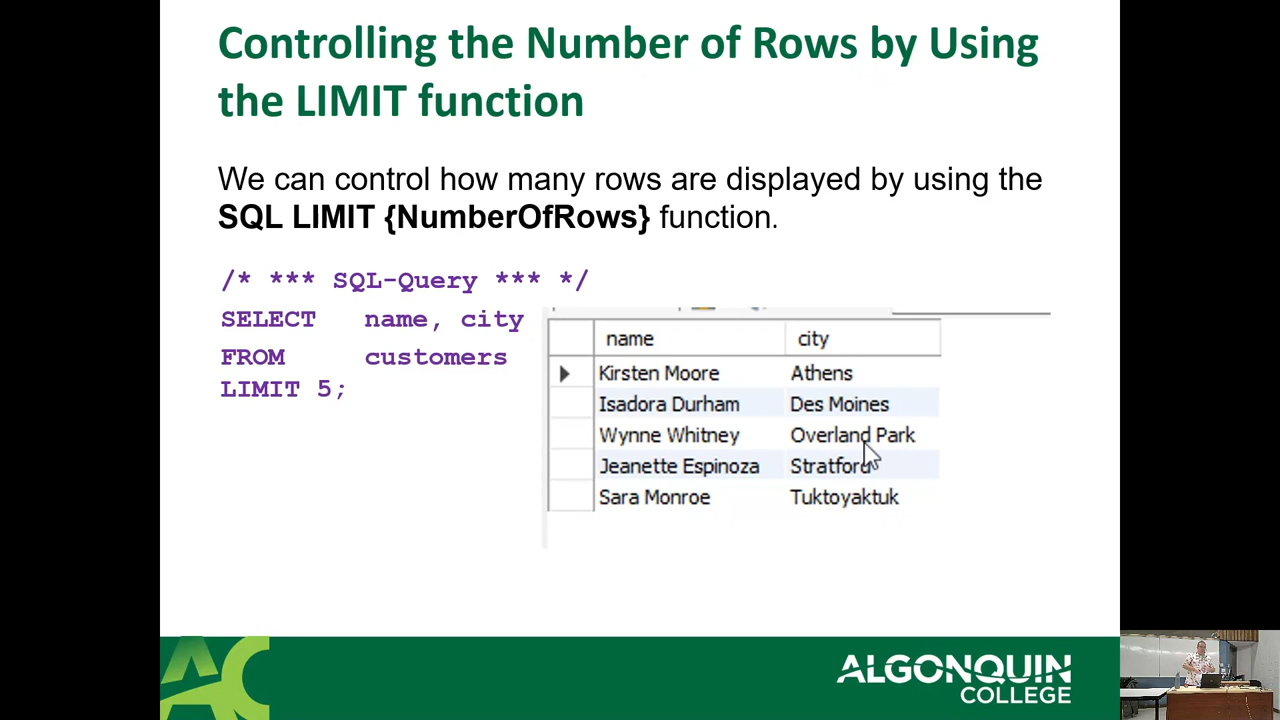 Controlling the Number of Rows by Using
the LIMIT function
We can control how many rows are displayed by using the
SQL LIMIT {NumberOfRows} function.
/* *** SQL-Query *** */
SELECT name, city
FROM customers
LIMIT 5;
name city
Kirsten Moore Athens
Isadora Durham Des Moines
Wynne Whitney Overland Park
Jeanette Espinoza Stratford
Sara Monroe Tuktoyaktuk
AC
ALGONQUIN
COLLEGE